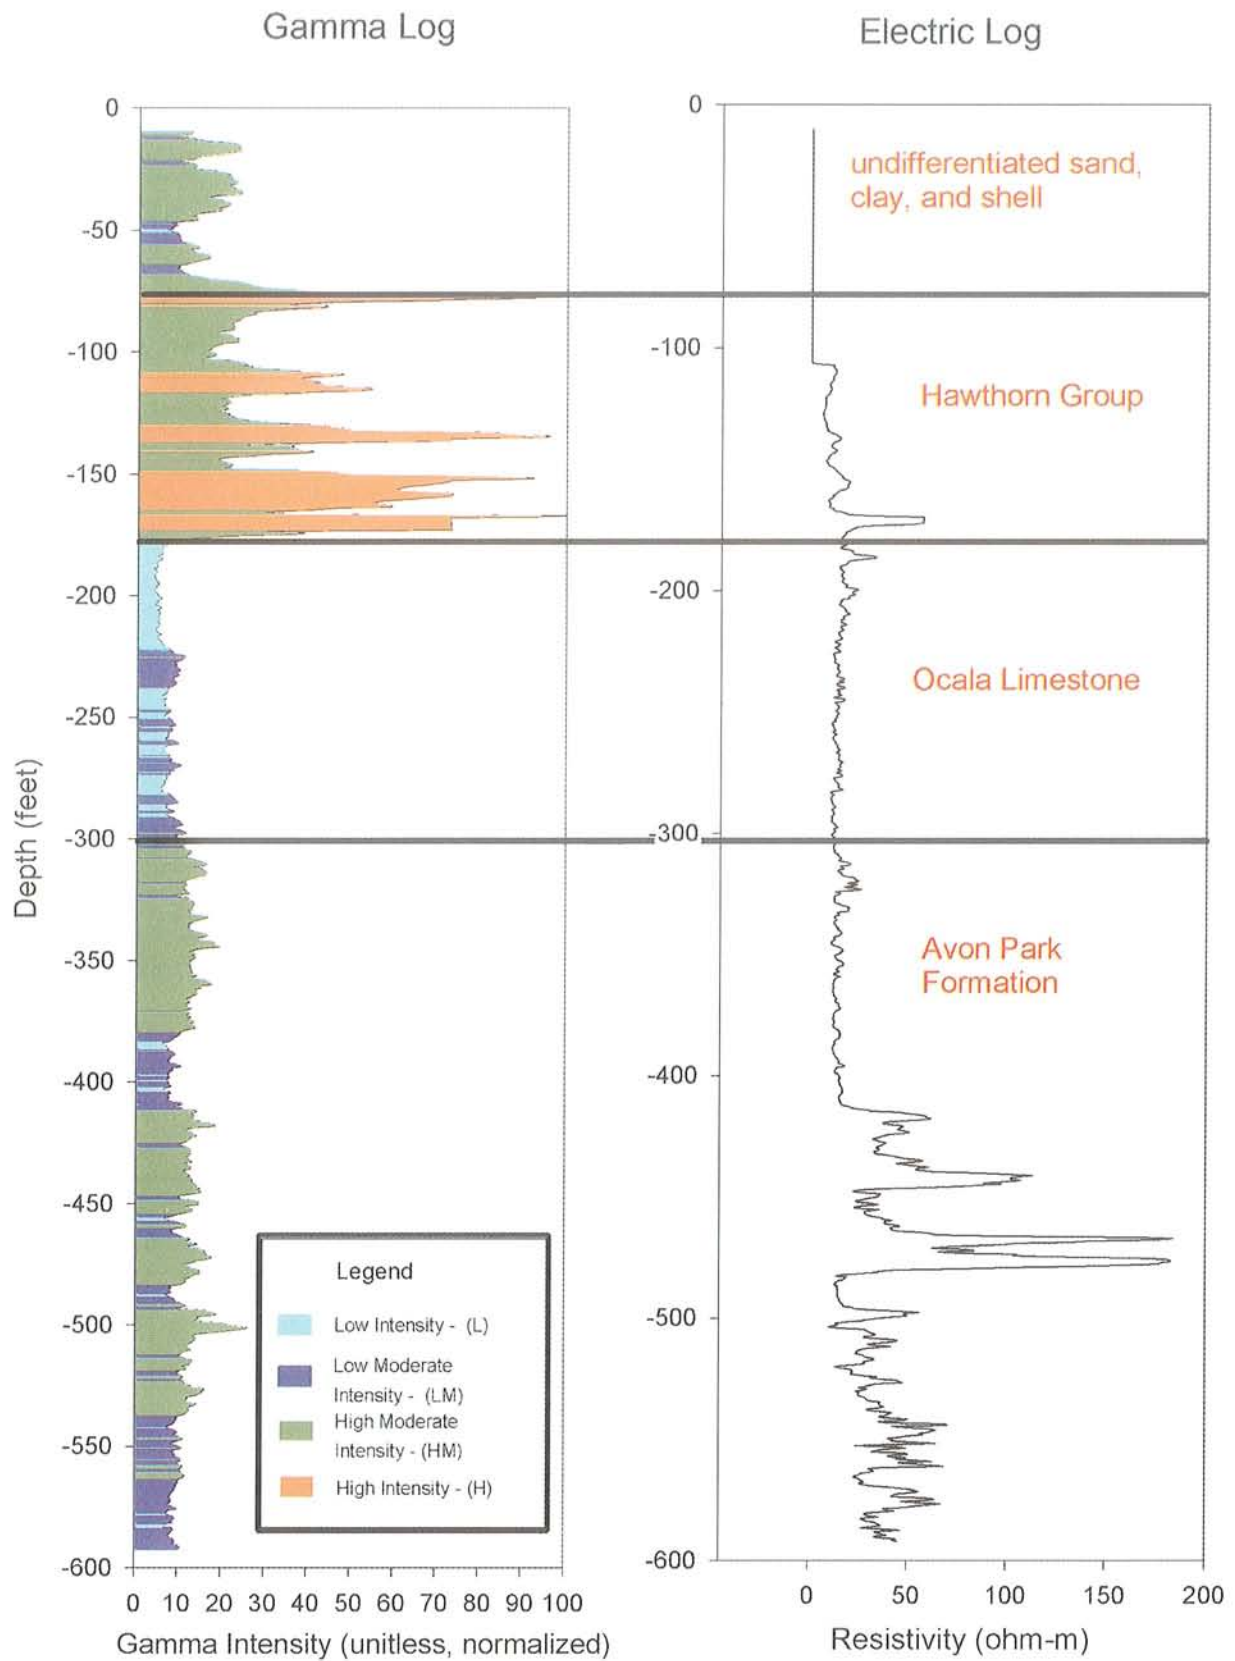 Gamma Log
Electric Log
0
-50
-100
-150
-200
-250
-300
-350
-400
-450
-500
-550
-600
Depth (feet)
0 10 20 30 40 50 60 70 80 90 100
Gamma Intensity (unitless, normalized)
Legend
Low Intensity - (L)
Low Moderate
Intensity - (LM)
High Moderate
Intensity - (HM)
High Intensity - (H)
0
-100
-200
-300
-400
-500
-600
undifferentiated sand,
clay, and shell
Hawthorn Group
Ocala Limestone
Avon Park
Formation
0 50 100 150 200
Resistivity (ohm-m)